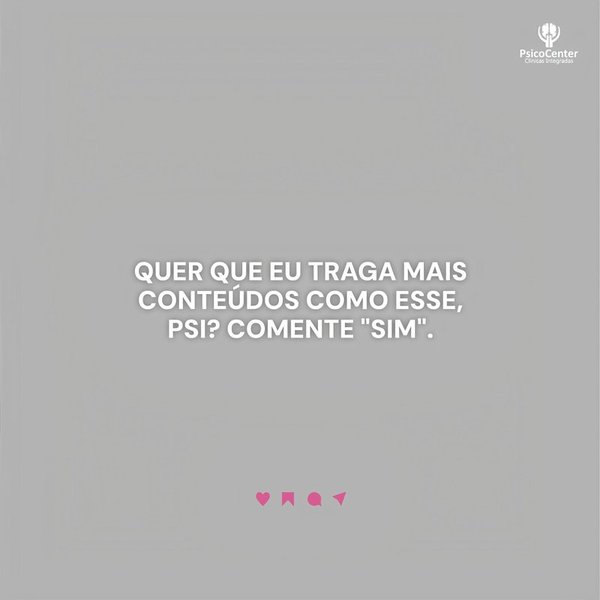 PsicoCenter
Clínicas Integradas
QUER QUE EU TRAGA MAIS
CONTEÚDOS COMO ESSE,
PSI? COMENTE "SIM".